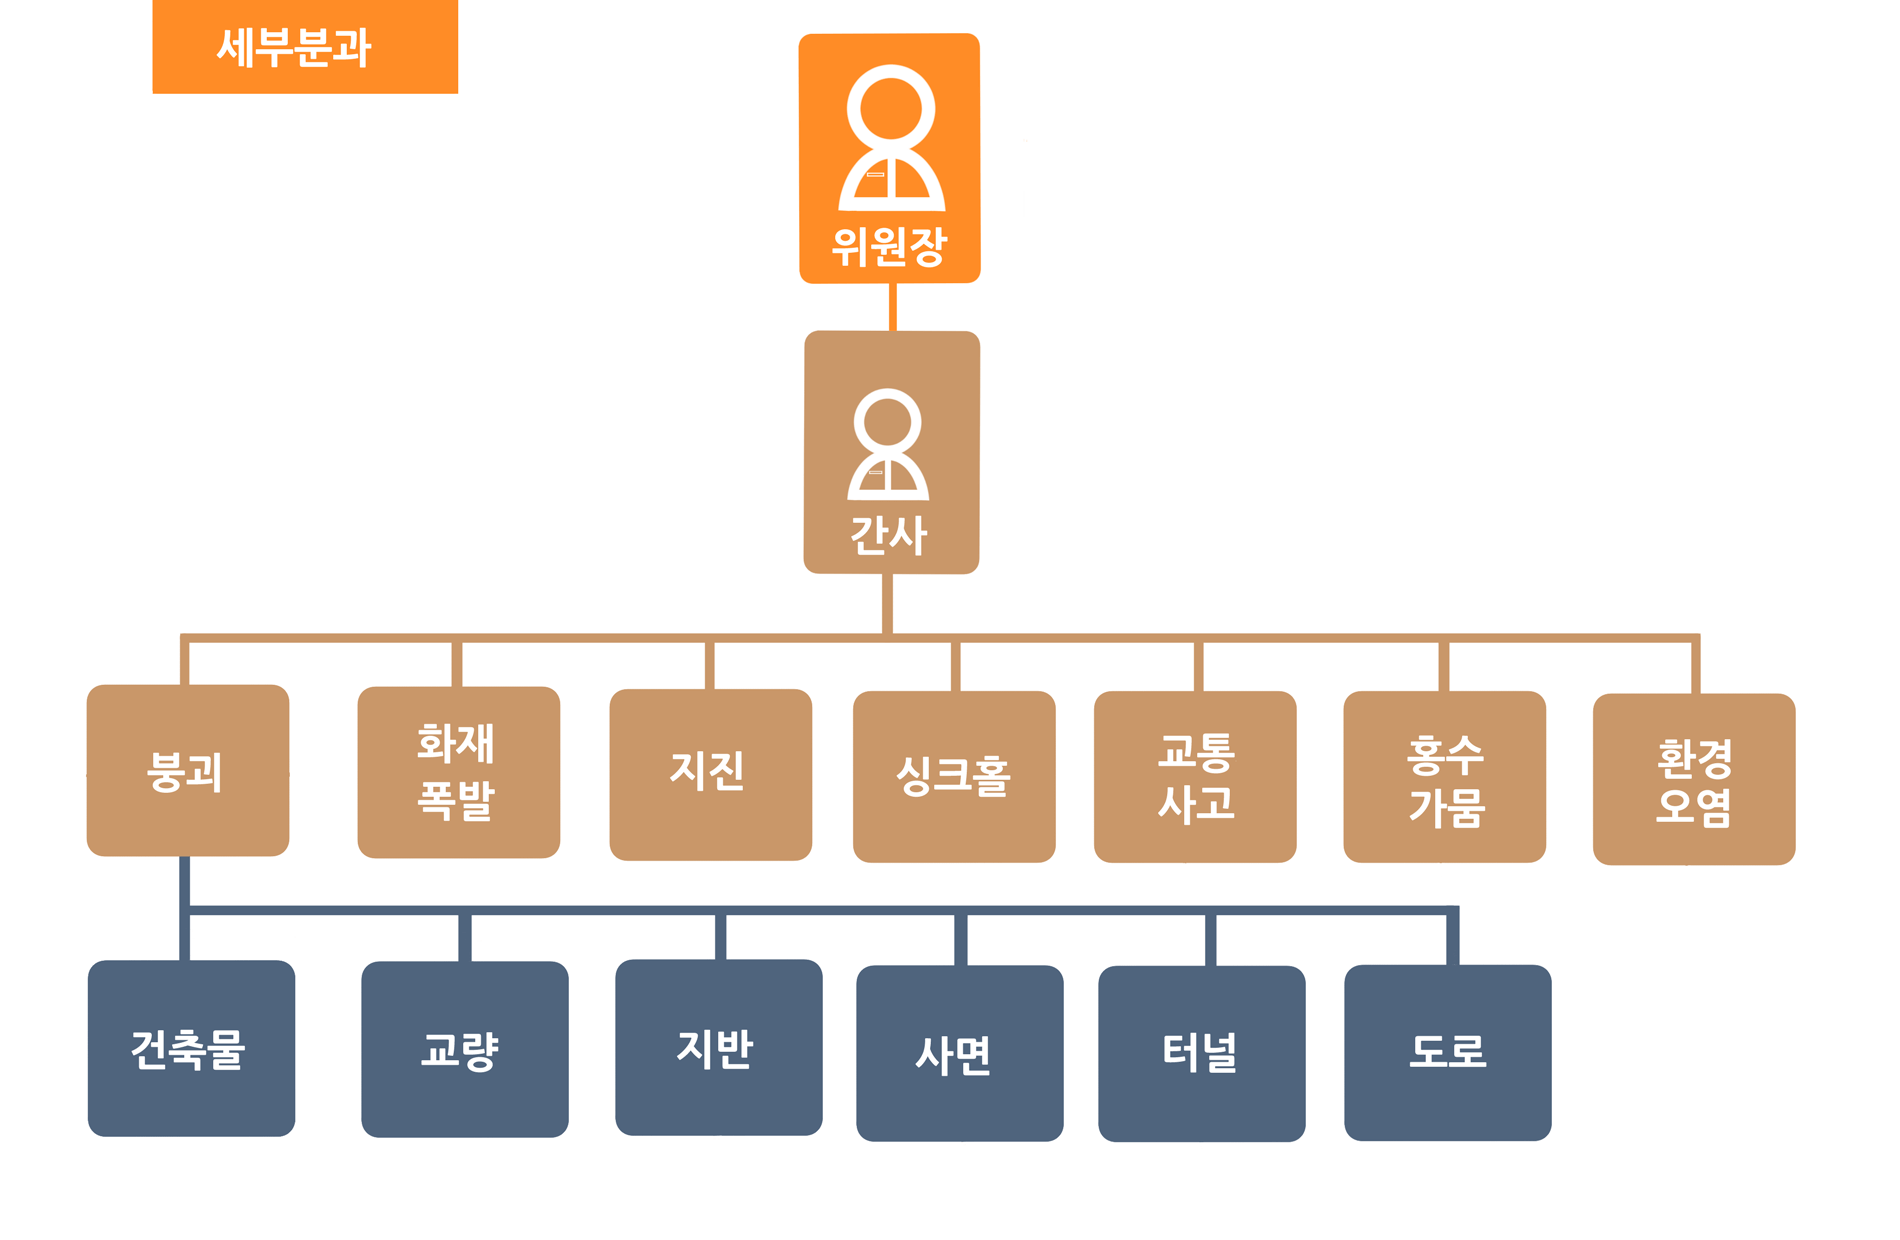 세부분과
위원장
간사
붕괴
화재
폭발
지진
싱크홀
교통
사고
홍수
가뭄
환경
오염
건축물
교량
지반
사면
터널
도로